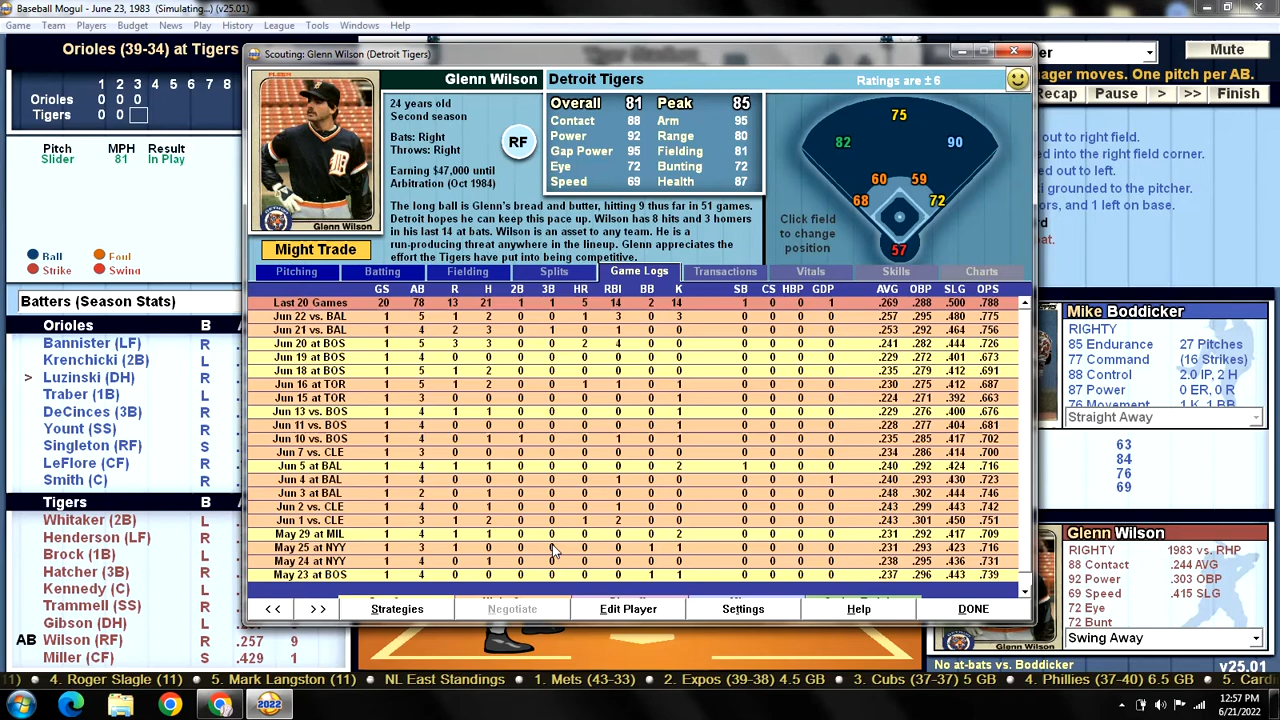 Baseball Mogul - June 23, 1983 (Simulating...) (v25.01)
Game Team Players Budget News Play History League Tools Windows Help
Orioles (39-34) at Tigers
1 2 3 4 5 6 7 8
Orioles 0 0 0
Tigers 0 0
Pitch MPH Result
Slider 81 In Play
Ball Foul
Strike Swing
Batters (Season Stats)
Orioles B
Bannister (LF) R
Krenchicki (2B) L
> Luzinski (DH) R
Traber (1B) L
DeCinces (3B) R
Yount (SS) R
Singleton (RF) S
LeFlore (CF) R
Smith (C) R
Tigers B
Whitaker (2B) L
Henderson (LF) R
Brock (1B) L
Hatcher (3B) R
Kennedy (C) L
Trammell (SS) R
Gibson (DH) L
AB Wilson (RF) R .257 9
Miller (CF) S .429 1
Scouting: Glenn Wilson (Detroit Tigers)
FLEER
Glenn Wilson
Might Trade
Glenn Wilson
24 years old
Second season
Bats: Right
Throws: Right
Earning $47,000 until
Arbitration (Oct 1984)
RF
Detroit Tigers Ratings are ±6
Overall 81 Peak 85
Contact 88 Arm 95
Power 92 Range 80
Gap Power 95 Fielding 81
Eye 72 Bunting 72
Speed 69 Health 87
The long ball is Glenn's bread and butter, hitting 9 thus far in 51 games.
Detroit hopes he can keep this pace up. Wilson has 8 hits and 3 homers
in his last 14 at bats. Wilson is an asset to any team. He is a
run-producing threat anywhere in the lineup. Glenn appreciates the
effort the Tigers have put into being competitive.
75
82 90
60 59
68 72
57
Click field
to change
position
Pitching Batting Fielding Splits Game Logs Transactions Vitals Skills Charts
GS AB R H 2B 3B HR RBI BB K SB CS HBP GDP AVG OBP SLG OPS
Last 20 Games 20 78 13 21 1 1 5 14 2 14 1 0 0 1 .269 .288 .500 .788
Jun 22 vs. BAL 1 5 1 2 0 0 1 3 0 3 0 0 0 0 .257 .295 .480 .775
Jun 21 vs. BAL 1 4 2 3 0 1 0 1 0 0 0 0 0 0 .253 .292 .464 .756
Jun 20 at BOS 1 5 3 3 0 0 2 4 0 0 0 0 0 0 .241 .282 .444 .726
Jun 19 at BOS 1 4 0 0 0 0 0 0 0 0 0 0 0 0 .229 .272 .401 .673
Jun 18 at BOS 1 5 1 2 0 0 0 0 0 0 0 0 0 0 .235 .279 .412 .691
Jun 16 at TOR 1 5 1 2 0 0 1 1 0 1 0 0 0 0 .230 .275 .412 .687
Jun 15 at TOR 1 3 0 0 0 0 0 0 0 1 0 0 0 0 .224 .271 .392 .663
Jun 13 vs. BOS 1 4 1 1 0 0 0 0 0 1 0 0 0 0 .229 .276 .400 .676
Jun 11 vs. BOS 1 4 0 0 0 0 0 0 0 1 0 0 0 0 .228 .277 .404 .681
Jun 10 vs. BOS 1 4 0 1 1 0 0 1 0 1 0 0 0 0 .235 .285 .417 .702
Jun 7 vs. CLE 1 3 0 0 0 0 0 0 0 0 0 0 0 0 .234 .286 .414 .700
Jun 5 at BAL 1 4 1 1 0 0 0 0 0 2 1 0 0 0 .240 .292 .424 .716
Jun 4 at BAL 1 4 0 0 0 0 0 1 0 0 0 0 0 1 .240 .293 .430 .723
Jun 3 at BAL 1 2 0 1 0 0 0 0 0 0 0 0 0 0 .248 .302 .444 .746
Jun 2 vs. CLE 1 4 0 1 0 0 0 1 0 0 0 0 0 0 .243 .299 .443 .742
Jun 1 vs. CLE 1 3 1 2 0 0 1 2 0 0 0 0 0 0 .243 .301 .450 .751
May 29 at MIL 1 4 1 1 0 0 0 0 0 2 0 0 0 0 .231 .292 .417 .709
May 25 at NYY 1 3 1 0 0 0 0 0 1 1 0 0 0 0 .231 .293 .423 .716
May 24 at NYY 1 4 0 1 0 0 0 0 0 0 0 0 0 0 .238 .295 .436 .731
May 23 at BOS 1 4 0 0 0 0 0 0 1 1 0 0 0 0 .237 .296 .443 .739
<< >> Strategies Negotiate Edit Player Settings Help DONE
Mute
nager moves. One pitch per AB.
Recap Pause > >> Finish
out to right field.
ed into the right field corner.
ed out to left.
ki grounded to the pitcher.
ors, and 1 left on base.
Mike Boddicker
RIGHTY
85 Endurance 27 Pitches
77 Command (16 Strikes)
88 Control 2.0 IP, 2 H
87 Power 0 ER, 0 R
76 Movement 1 K, 1 BB
Straight Away
63
84
76
69
Glenn Wilson
RIGHTY 1983 vs. RHP
88 Contact .244 AVG
92 Power .303 OBP
93 Speed .415 SLG
72 Eye
72 Bunt
Swing Away
Glenn Wilson
No at-bats vs. Boddicker v25.01
11) 4. Roger Slagle (11) 5. Mark Langston (11) NL East Standings 1. Mets (43-33) 2. Expos (39-38) 4.5 GB 3. Cubs (37-37) 5 GB 4. Phillies (37-40) 6.5 GB 5. Cardi
2022
12:57 PM
6/21/2022